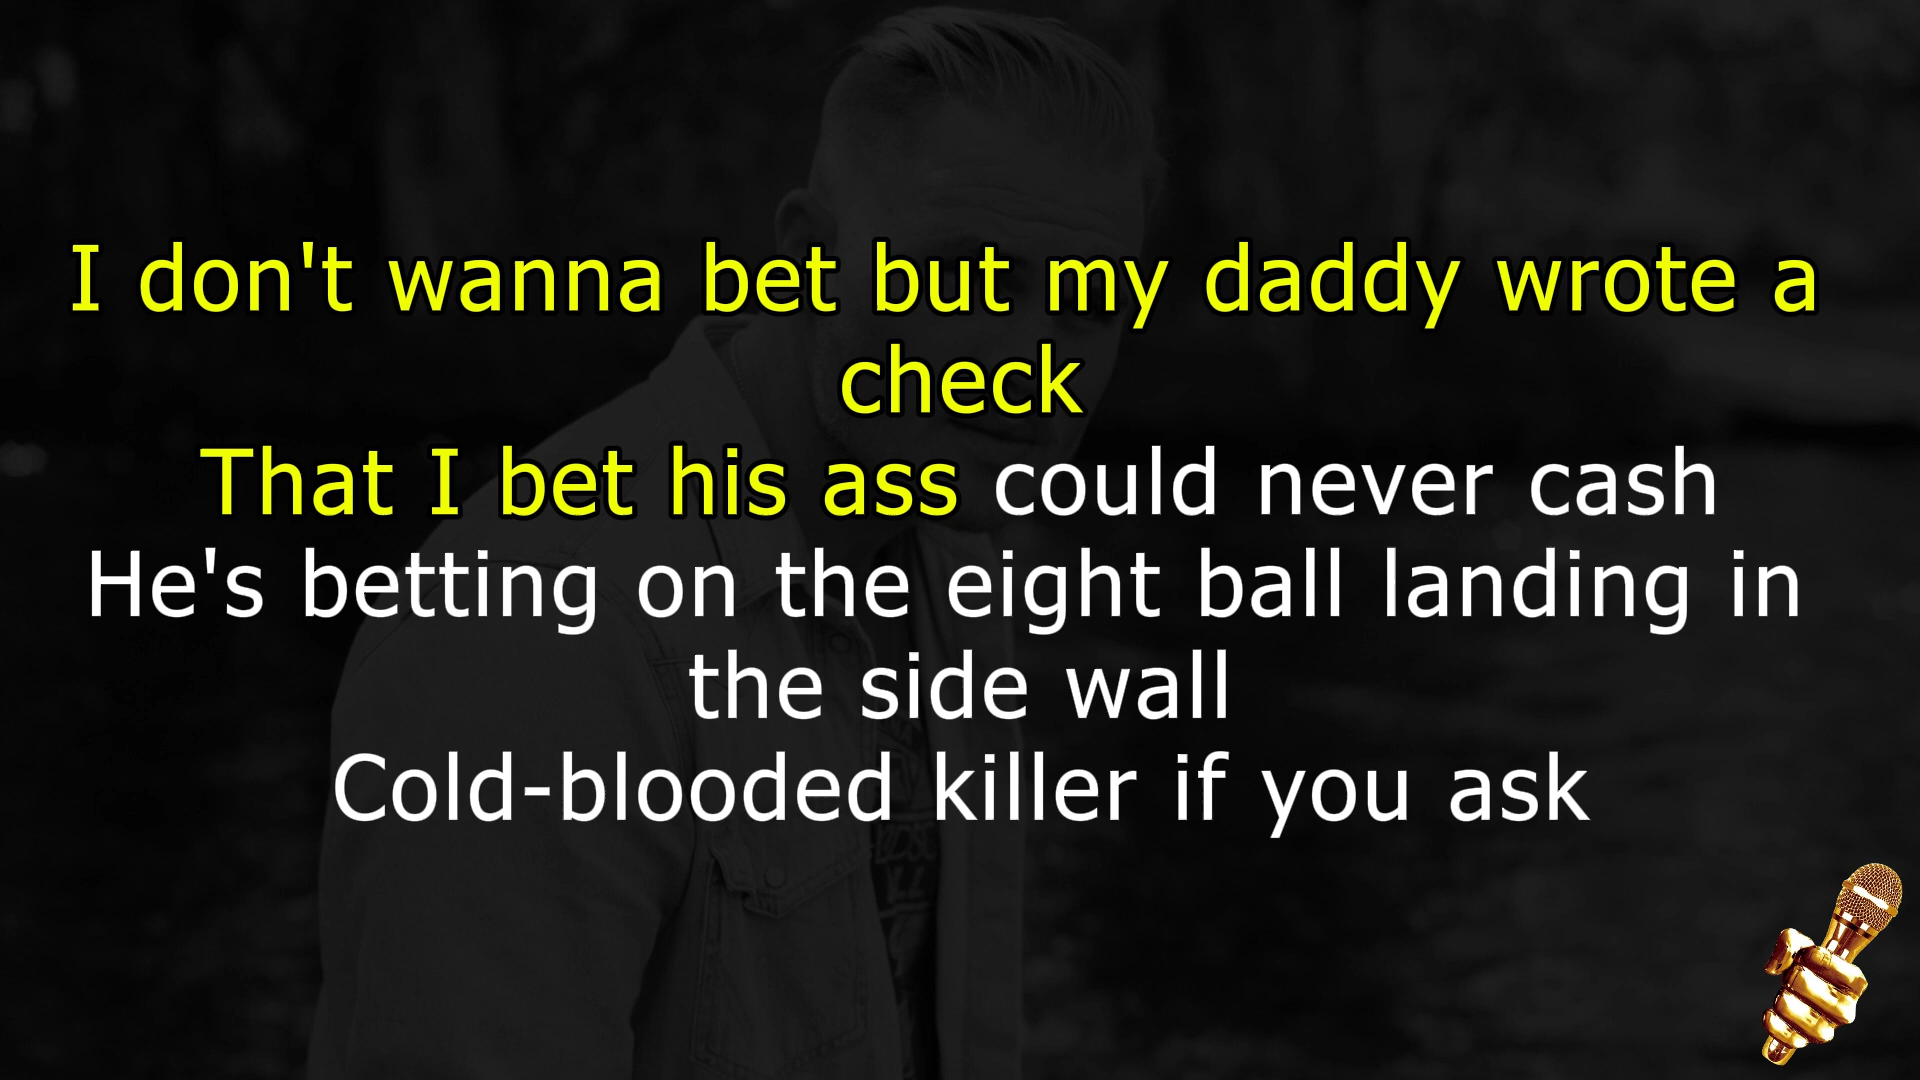 I don't wanna bet but my daddy wrote a
check
That I bet his ass could never cash
He's betting on the eight ball landing in
the side wall
Cold-blooded killer if you ask